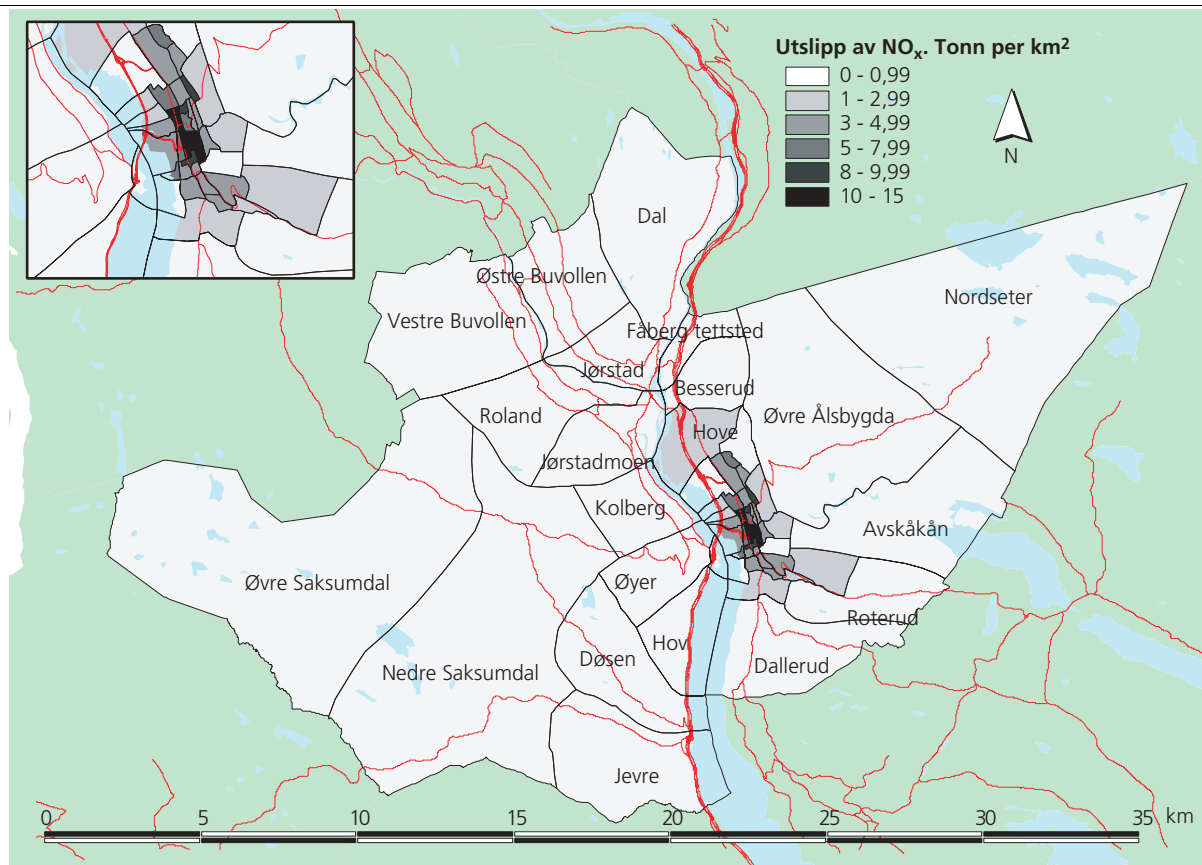 Utslipp av NOx. Tonn per km2
0 - 0,99
1 - 2,99
3 - 4,99
5 - 7,99
8 - 9,99
10 - 15
N
Dal
Østre Buvollen
Nordseter
Vestre Buvollen
Fåberg tettsted
Jørstad
Besserud
Roland
Øvre Ålsbygda
Hove
Jørstadmoen
Kolberg
Avskåkån
Øvre Saksumdal
Øyer
Roterud
Hov
Døsen
Dallerud
Nedre Saksumdal
Jevre
0 5 10 15 20 25 30 35 km